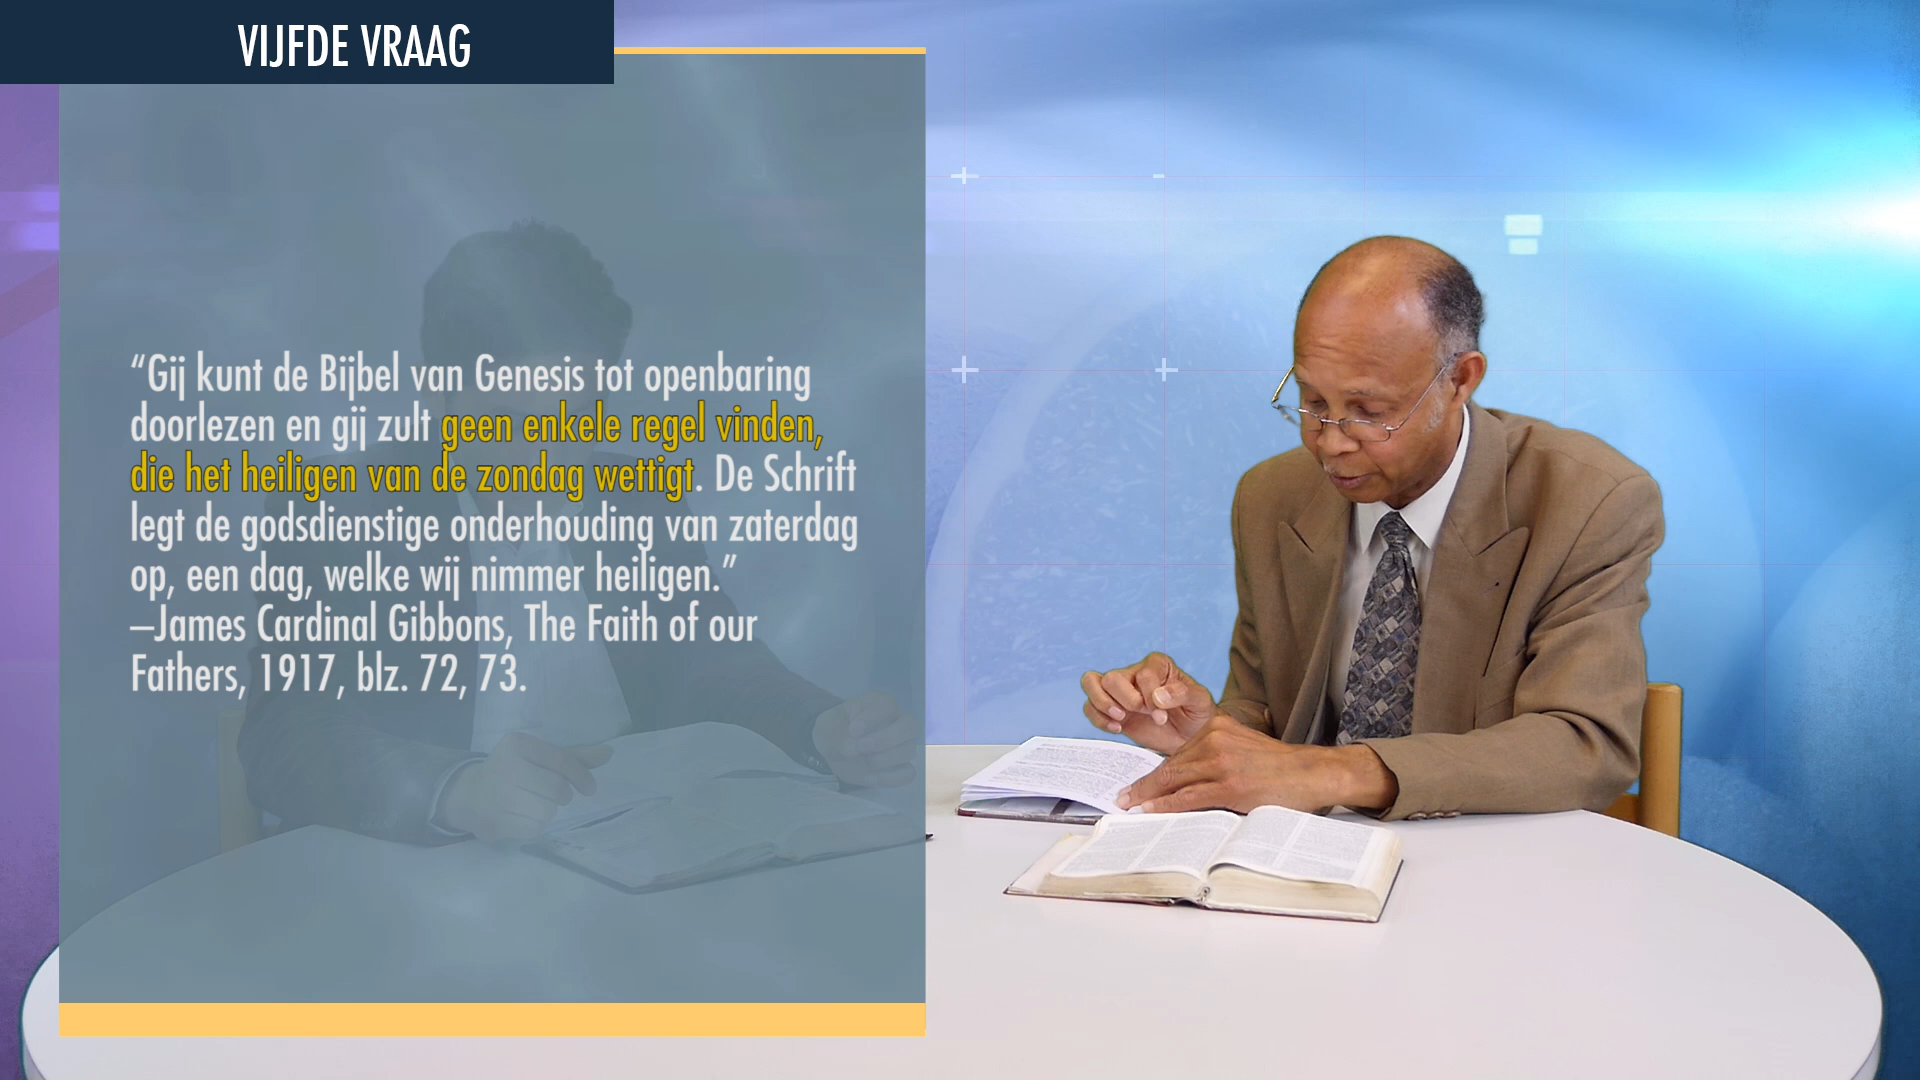 VIJFDE VRAAG
“Gij kunt de Bijbel van Genesis tot openbaring
doorlezen en gij zult geen enkele regel vinden,
die het heiligen van de zondag wettigt. De Schrift
legt de godsdienstige onderhouding van zaterdag
op, een dag, welke wij nimmer heiligen.”
–James Cardinal Gibbons, The Faith of our
Fathers, 1917, blz. 72, 73.